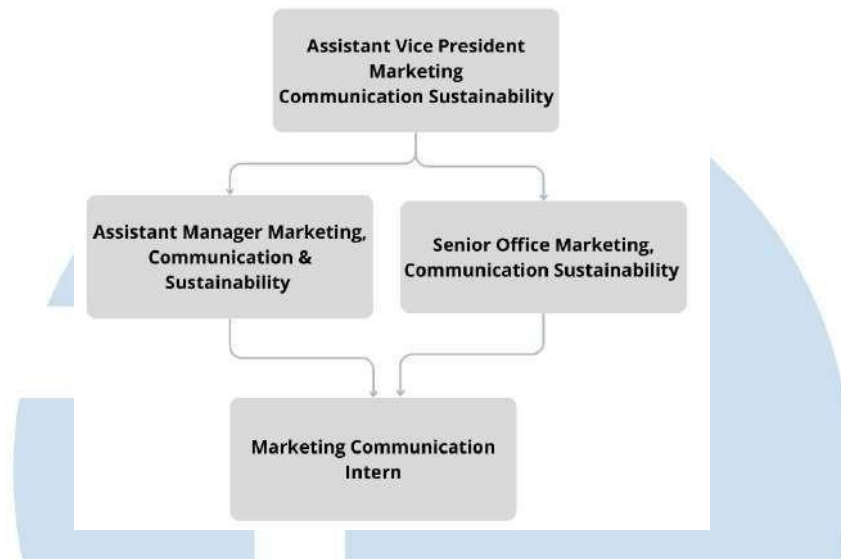 Assistant Vice President
Marketing
Communication Sustainability
Assistant Manager Marketing,
Communication &
Sustainability
Senior Office Marketing,
Communication Sustainability
Marketing Communication
Intern